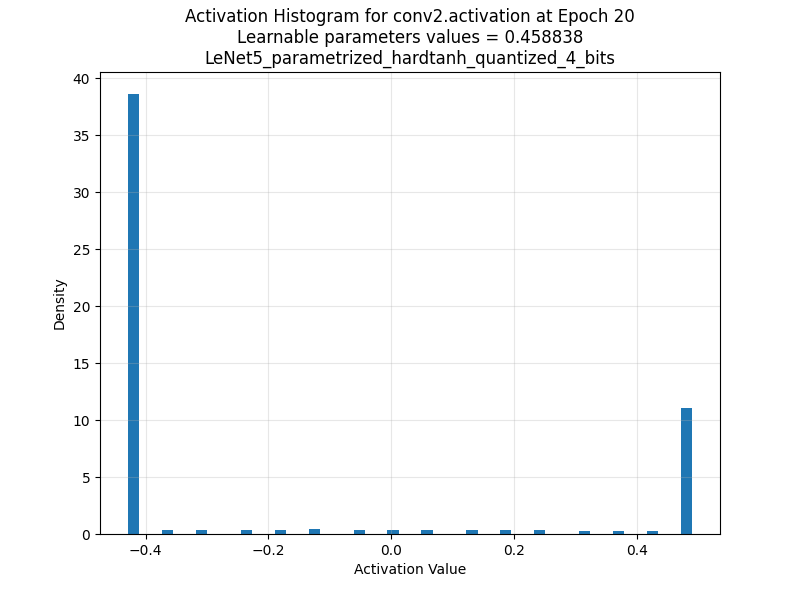 Activation Histogram for conv2.activation at Epoch 20
Learnable parameters values = 0.458838
LeNet5_parametrized_hardtanh_quantized_4_bits
40
35
30
25
20
15
10
5
0
Density
−0.4 −0.2 0.0 0.2 0.4
Activation Value